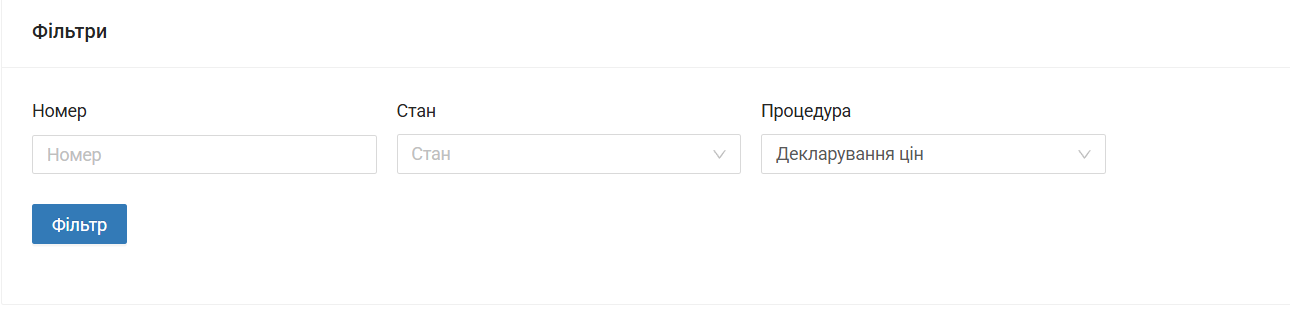 Фільтри
Номер
Стан
Процедура
Номер
Стан
Декларування цін
Фільтр